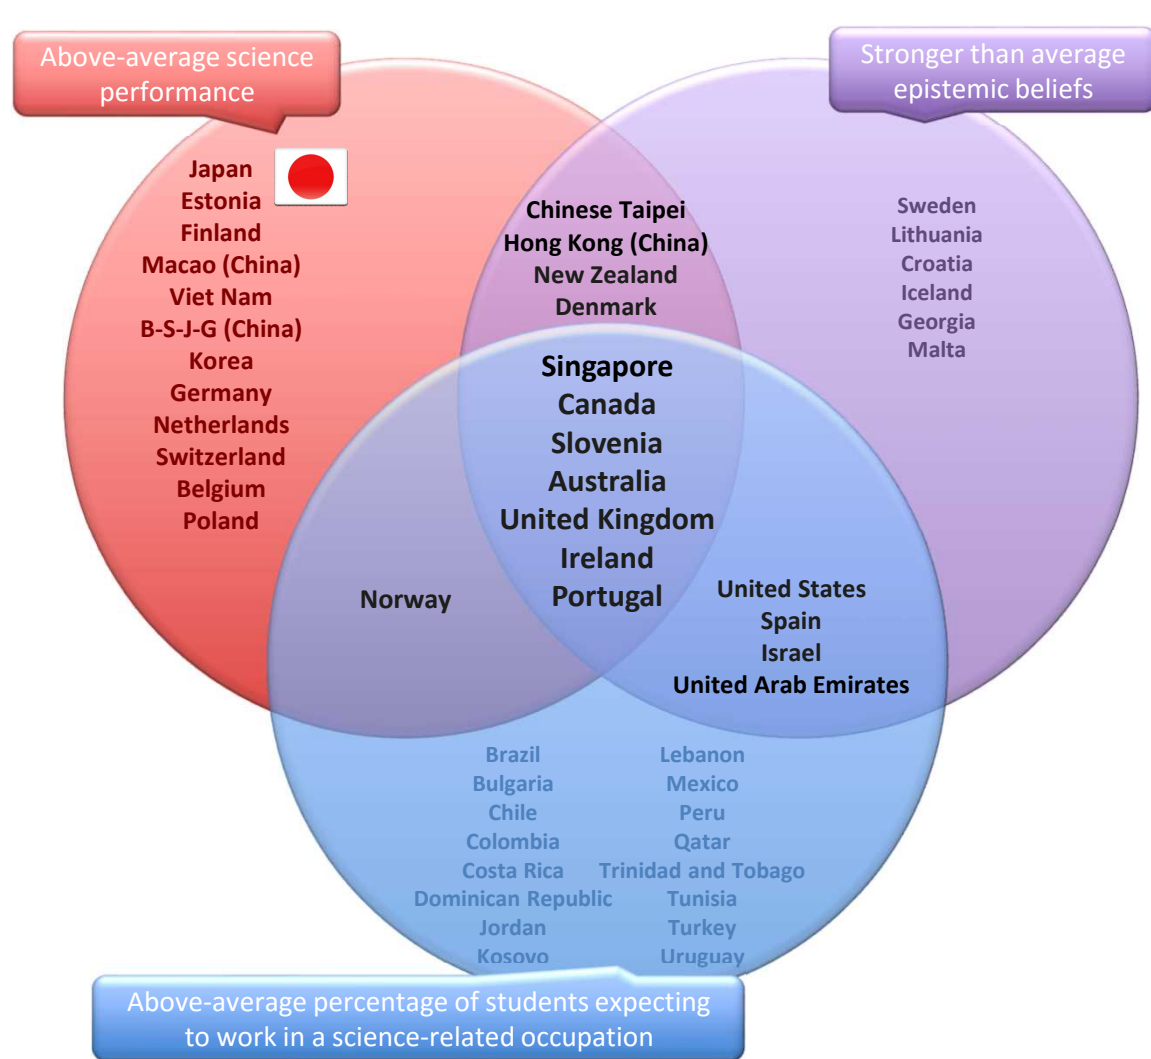 Above-average science
performance
Stronger than average
epistemic beliefs
Japan
Estonia
Finland
Macao (China)
Viet Nam
B-S-J-G (China)
Korea
Germany
Netherlands
Switzerland
Belgium
Poland
Chinese Taipei
Hong Kong (China)
New Zealand
Denmark
Sweden
Lithuania
Croatia
Iceland
Georgia
Malta
Singapore
Canada
Slovenia
Australia
United Kingdom
Ireland
Portugal
Norway
United States
Spain
Israel
United Arab Emirates
Brazil
Bulgaria
Chile
Colombia
Costa Rica
Dominican Republic
Jordan
Kosovo
Lebanon
Mexico
Peru
Qatar
Trinidad and Tobago
Tunisia
Turkey
Uruguay
Above-average percentage of students expecting
to work in a science-related occupation